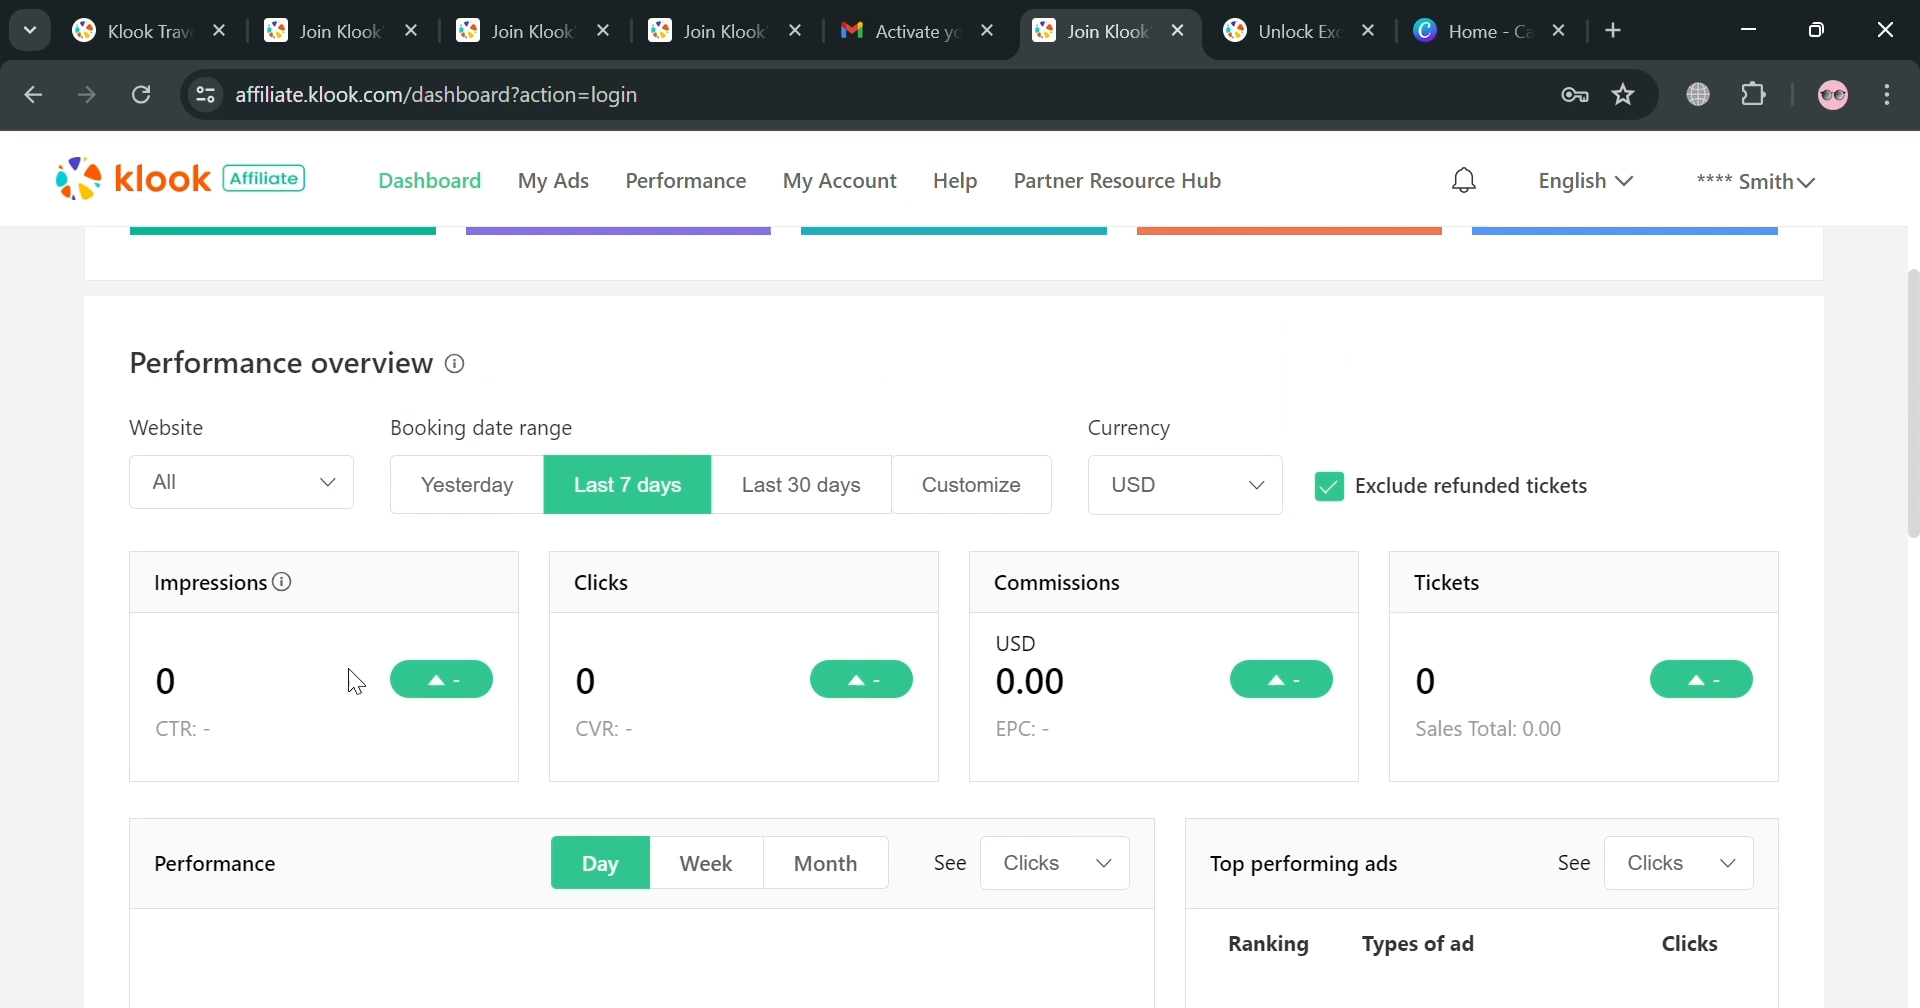 Klook Trav
Join Klook'
Join Klook'
Join Klook'
Activate yo
Join Klook'
Unlock Exc
Home - Ca
affiliate.klook.com/dashboard?action=login
klook Affiliate
Dashboard
My Ads
Performance
My Account
Help
Partner Resource Hub
English
**** Smith
Performance overview
Website
Booking date range
Currency
All
Yesterday
Last 7 days
Last 30 days
Customize
USD
Exclude refunded tickets
Impressions
Clicks
Commissions
Tickets
USD
0
-
0
-
0.00
-
0
-
CTR: -
CVR: -
EPC: -
Sales Total: 0.00
Performance
Day
Week
Month
See
Clicks
Top performing ads
See
Clicks
Ranking
Types of ad
Clicks